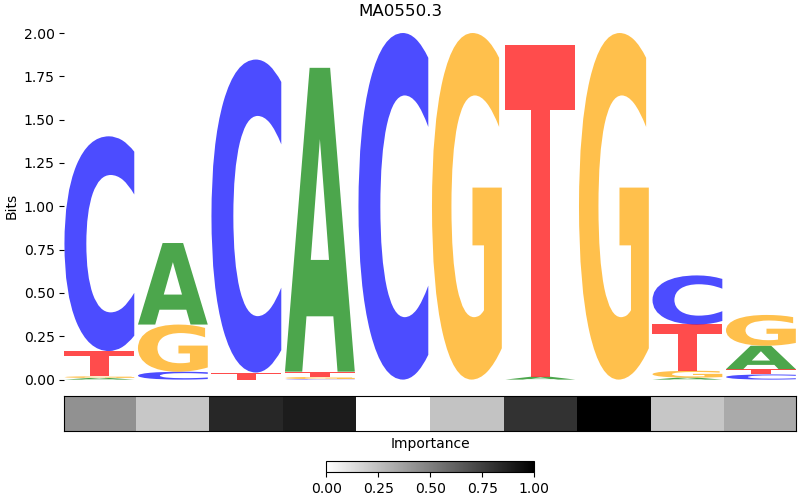 MA0550.3
2.00
1.75
1.50
1.25
1.00
0.75
0.50
0.25
0.00
Bits
C A C A C G T G C G
T G T T A T A
G C G G T
A A C
Importance
0.00 0.25 0.50 0.75 1.00